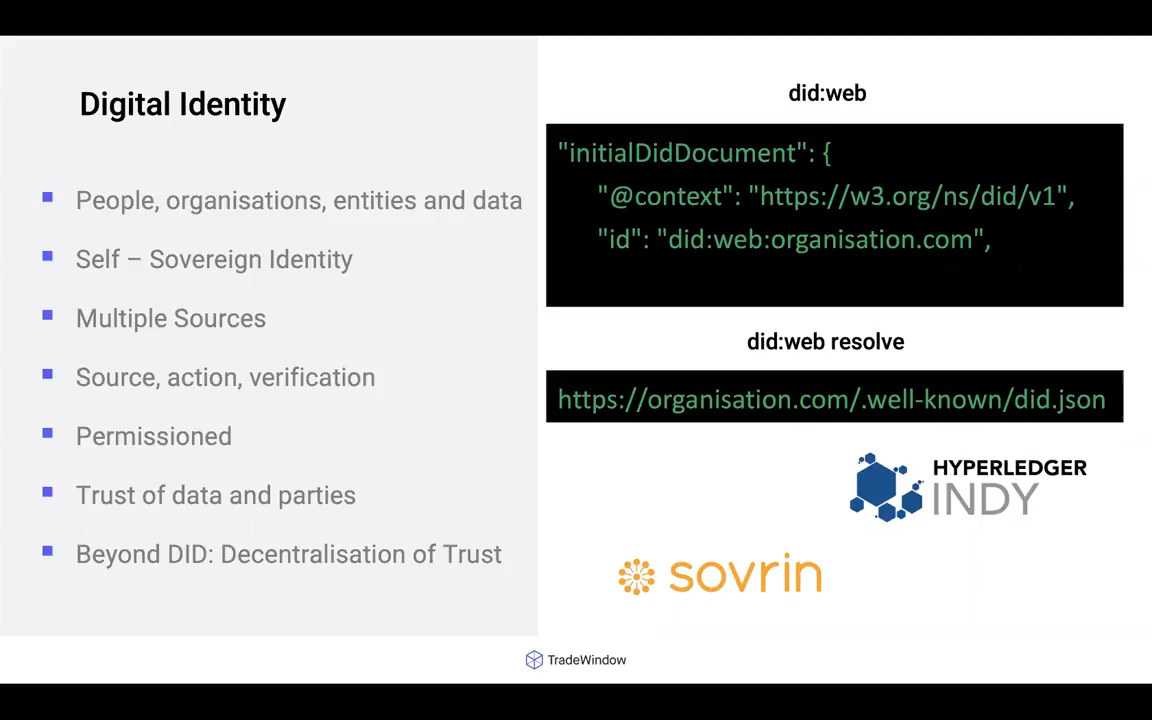 Digital Identity
People, organisations, entities and data
Self – Sovereign Identity
Multiple Sources
Source, action, verification
Permissioned
Trust of data and parties
Beyond DID: Decentralisation of Trust
did:web
"initialDidDocument": {
"@context": "https://w3.org/ns/did/v1",
"id": "did:web:organisation.com",
did:web resolve
https://organisation.com/.well-known/did.json
HYPERLEDGER
INDY
sovrin
TradeWindow